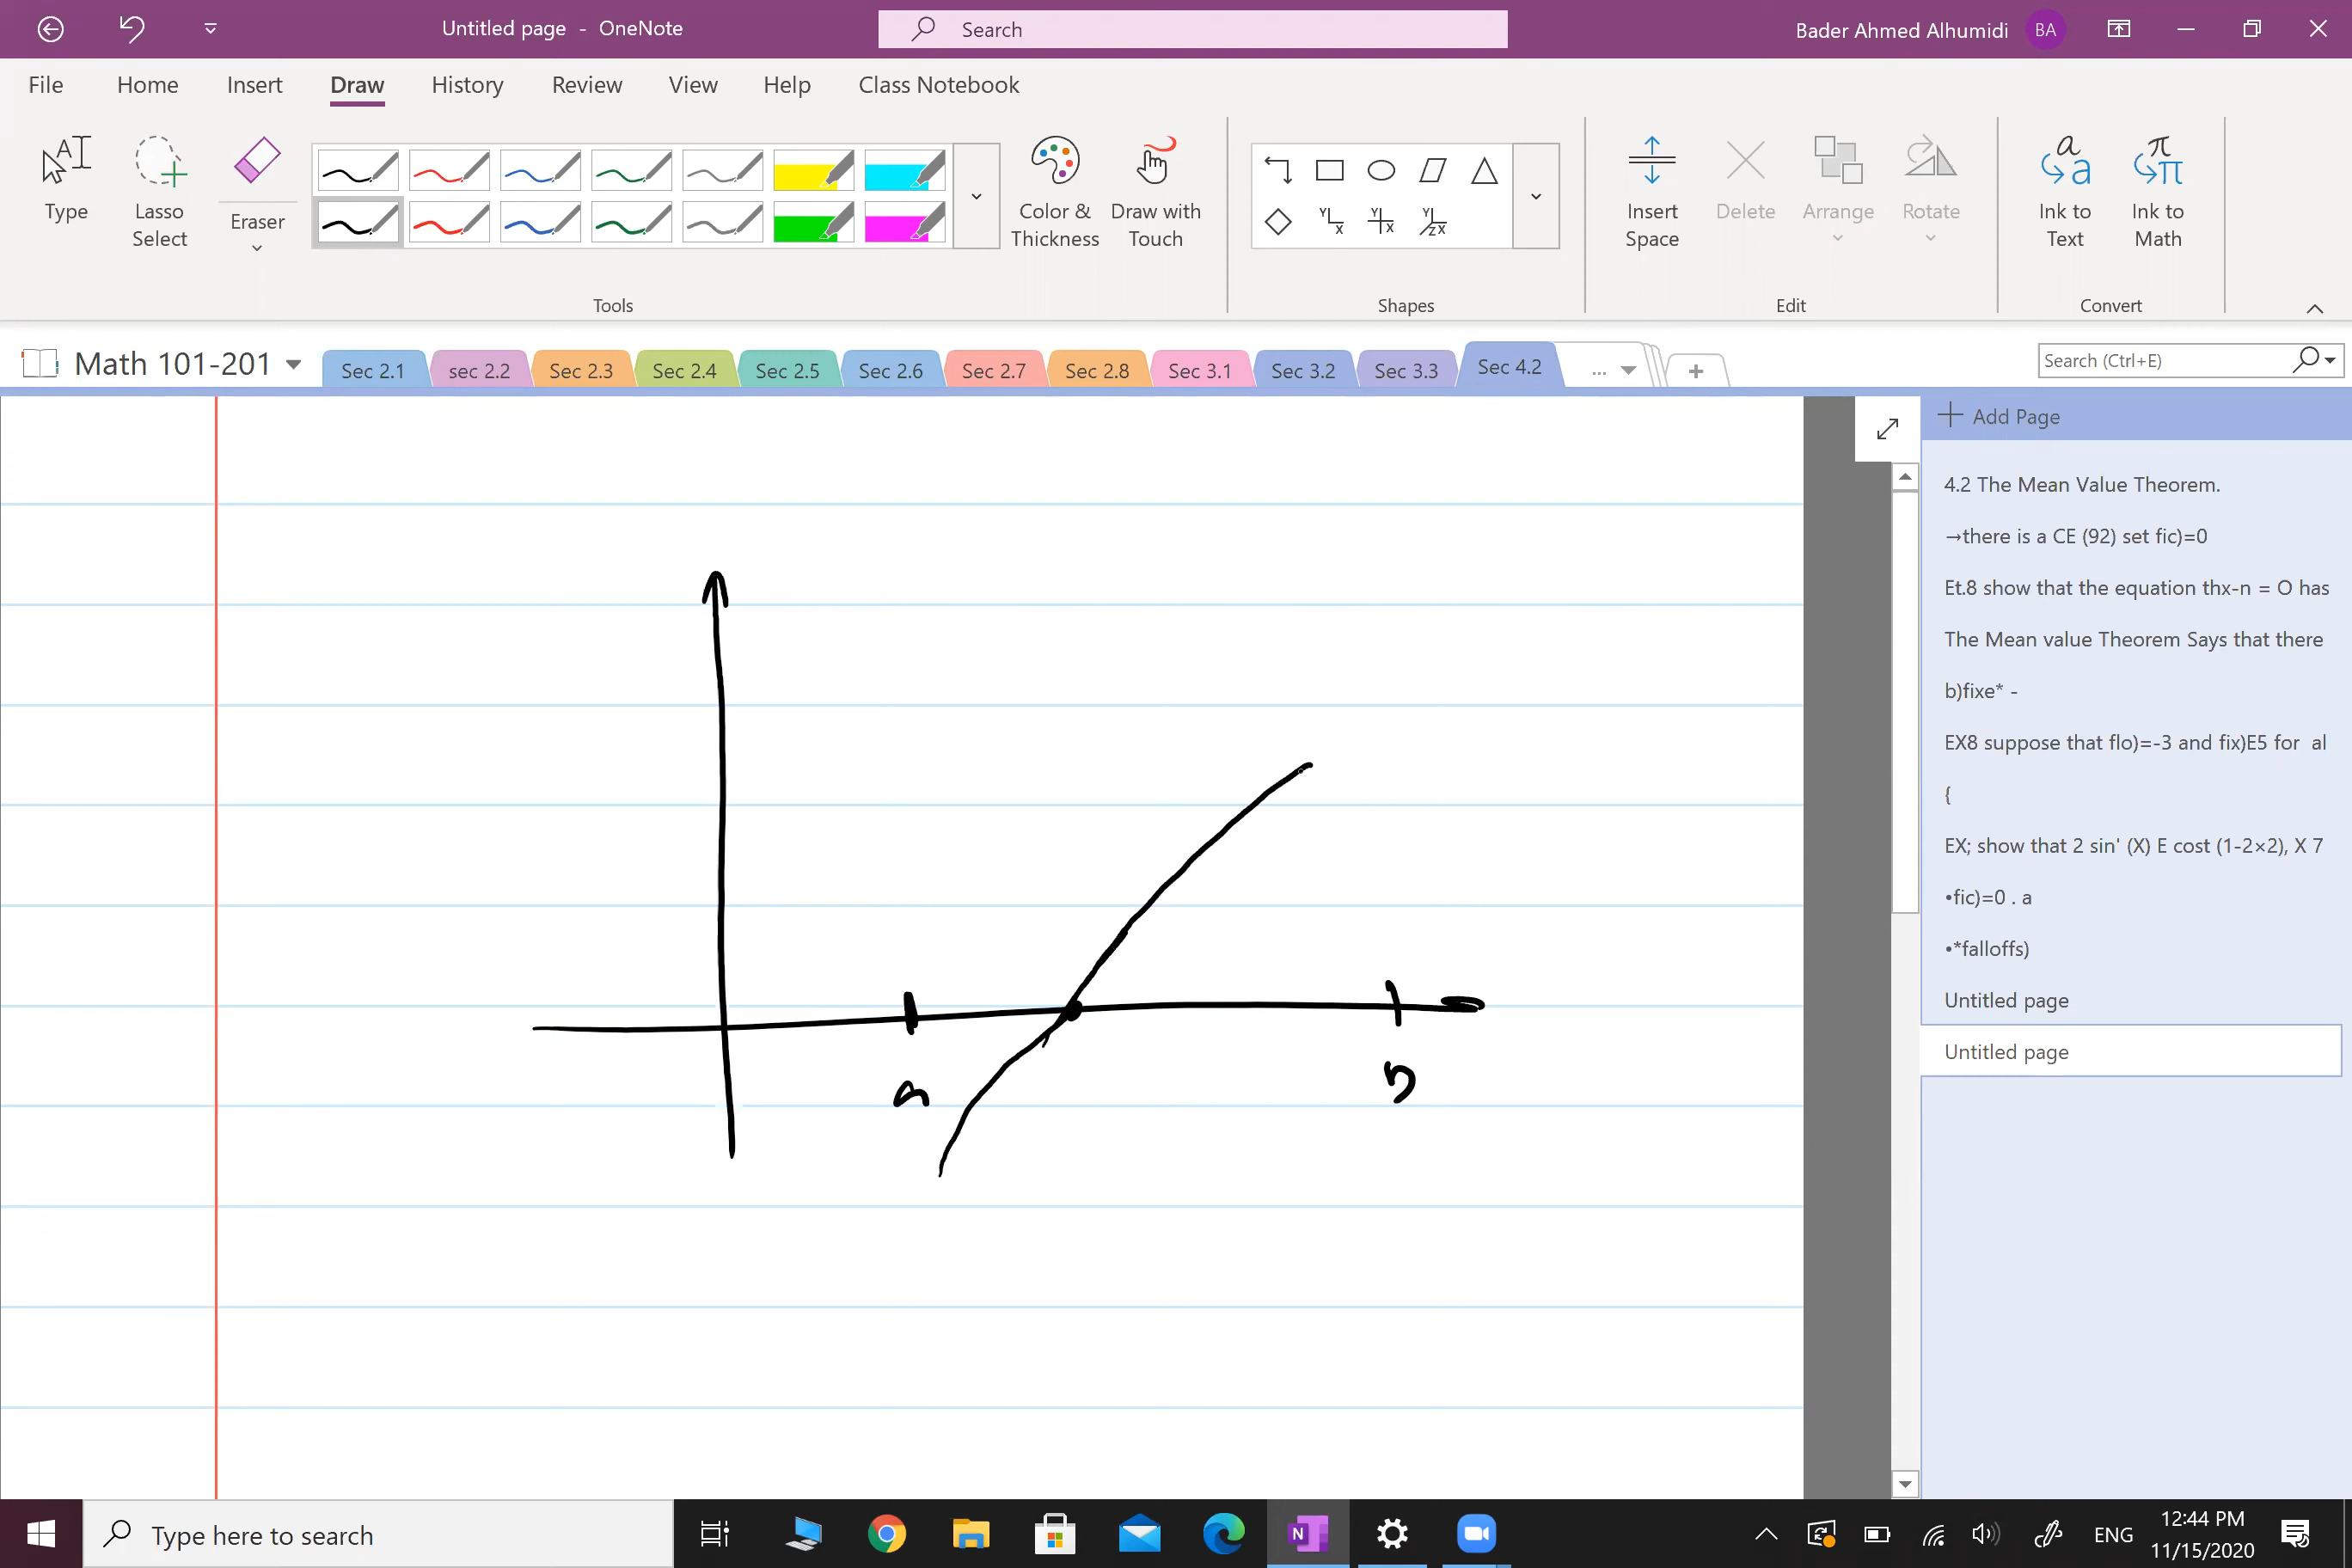 Untitled page - OneNote
Search
Bader Ahmed Alhumidi
BA
File Home Insert Draw History Review View Help Class Notebook
Type
Lasso Select
Eraser
Color & Thickness
Draw with Touch
Insert Space
Delete
Arrange
Rotate
Ink to Text
Ink to Math
Tools
Shapes
Edit
Convert
Math 101-201
Sec 2.1 sec 2.2 Sec 2.3 Sec 2.4 Sec 2.5 Sec 2.6 Sec 2.7 Sec 2.8 Sec 3.1 Sec 3.2 Sec 3.3 Sec 4.2 ...
Search (Ctrl+E)
Add Page
4.2 The Mean Value Theorem.
→there is a CE (92) set fic)=0
Et.8 show that the equation thx-n = O has
The Mean value Theorem Says that there
b)fixe* -
EX8 suppose that flo)=-3 and fix)E5 for al
{
EX; show that 2 sin' (X) E cost (1-2×2), X 7
•fic)=0 . a
•*falloffs)
Untitled page
Untitled page
a b
Type here to search
ENG
12:44 PM
11/15/2020